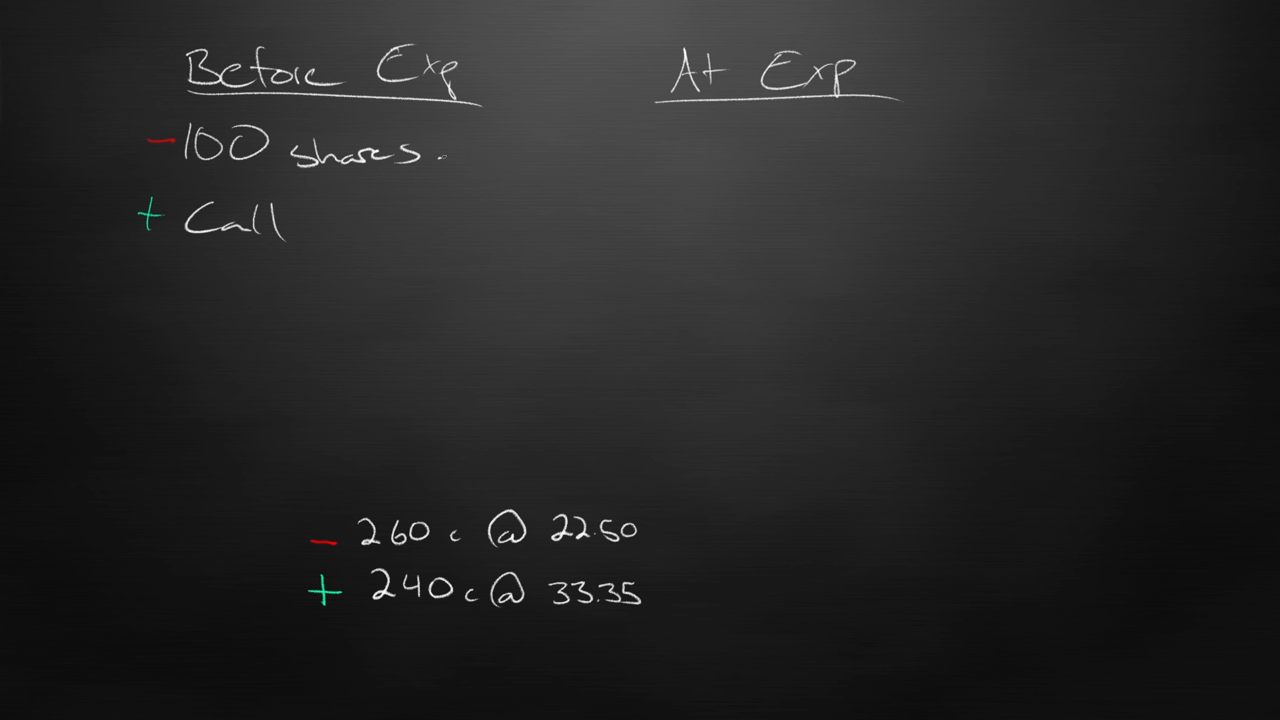 Before Exp
At Exp
- 100 shares.
+ Call
- 260 c @ 22.50
+ 240 c @ 33.35